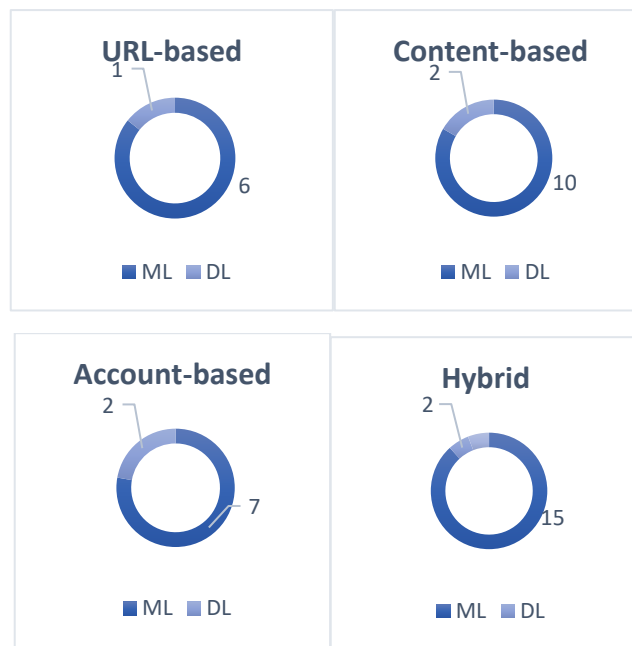 URL-based
1
6
ML DL
Content-based
2
10
ML DL
Account-based
2
7
ML DL
Hybrid
2
15
ML DL